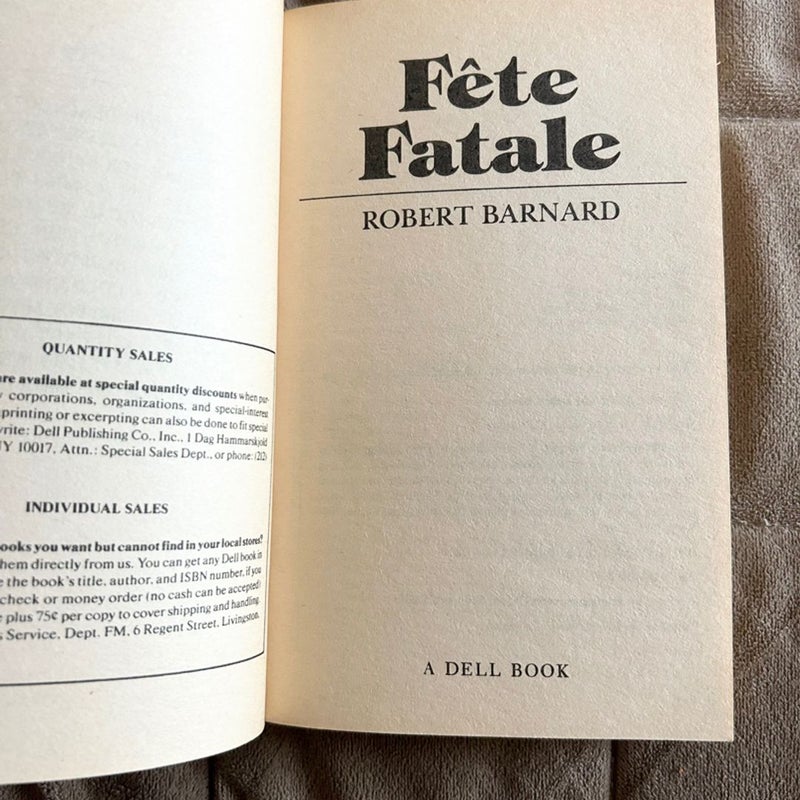 QUANTITY SALES
re available at special quantity discounts when pur-
corporations, organizations, and special-interest
printing or excerpting can also be done to fit special
rite: Dell Publishing Co., Inc., 1 Dag Hammarskjold
NY 10017, Attn.: Special Sales Dept., or phone: (212)
INDIVIDUAL SALES
ooks you want but cannot find in your local stores?
hem directly from us. You can get any Dell book in
e the book's title, author, and ISBN number, if you
check or money order (no cash can be accepted)
plus 75¢ per copy to cover shipping and handling.
s Service, Dept. FM, 6 Regent Street, Livingston,
Fête
Fatale
ROBERT BARNARD
A DELL BOOK